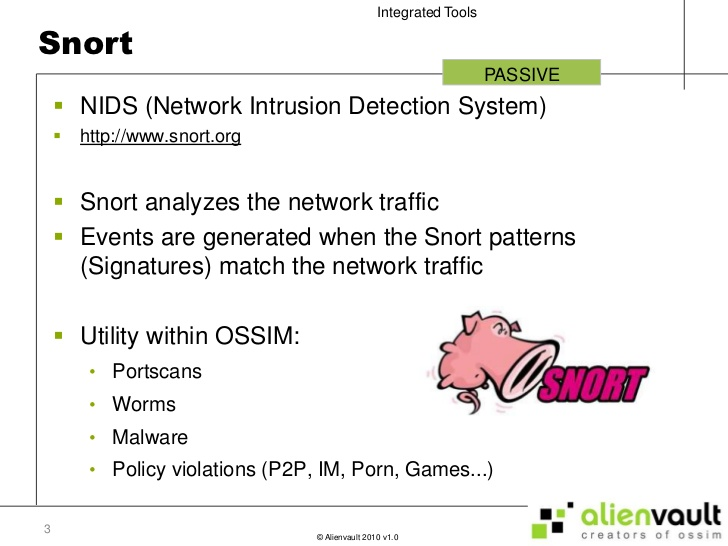 Integrated Tools
Snort
PASSIVE
NIDS (Network Intrusion Detection System)
http://www.snort.org
Snort analyzes the network traffic
Events are generated when the Snort patterns
(Signatures) match the network traffic
Utility within OSSIM:
Portscans
Worms
Malware
Policy violations (P2P, IM, Porn, Games...)
SNORT
3
© Alienvault 2010 v1.0
alienvault
creators of ossim